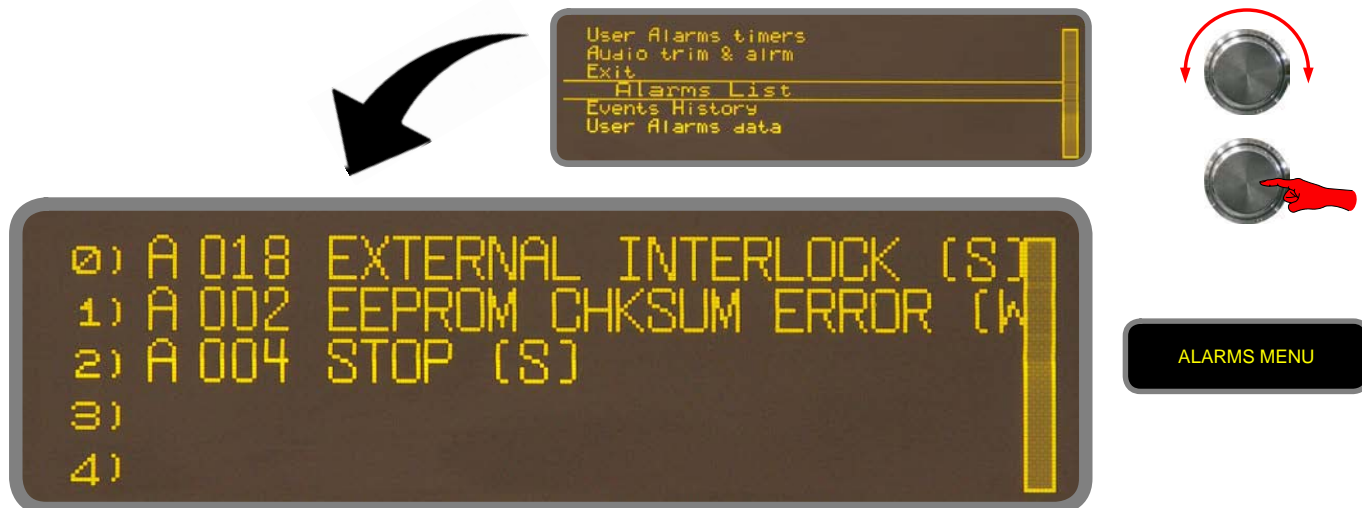 User Alarms timers
Audio trim & alrm
Exit
Alarms List
Events History
User Alarms data
0) A 018 EXTERNAL INTERLOCK (S)
1) A 002 EEPROM CHKSUM ERROR (W
2) A 004 STOP (S)
3)
4)
ALARMS MENU